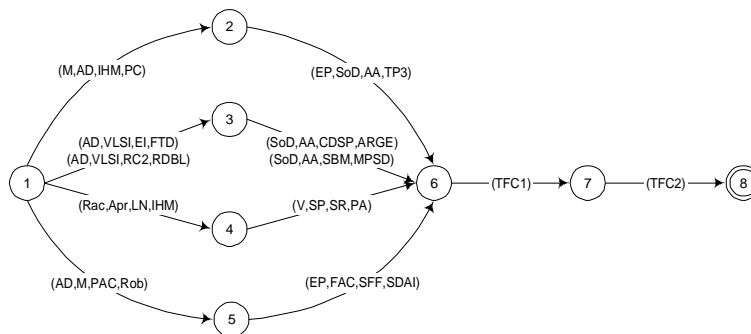 2
(M,AD,IHM,PC)
(EP,SoD,AA,TP3)
3
(AD,VLSI,EI,FTD)
(AD,VLSI,RC2,RDBL)
(SoD,AA,CDSP,ARGE)
(SoD,AA,SBM,MPSD)
1
6
(TFC1)
7
(TFC2)
8
(Rac,Apr,LN,IHM)
(V,SP,SR,PA)
4
(AD,M,PAC,Rob)
(EP,FAC,SFF,SDAI)
5